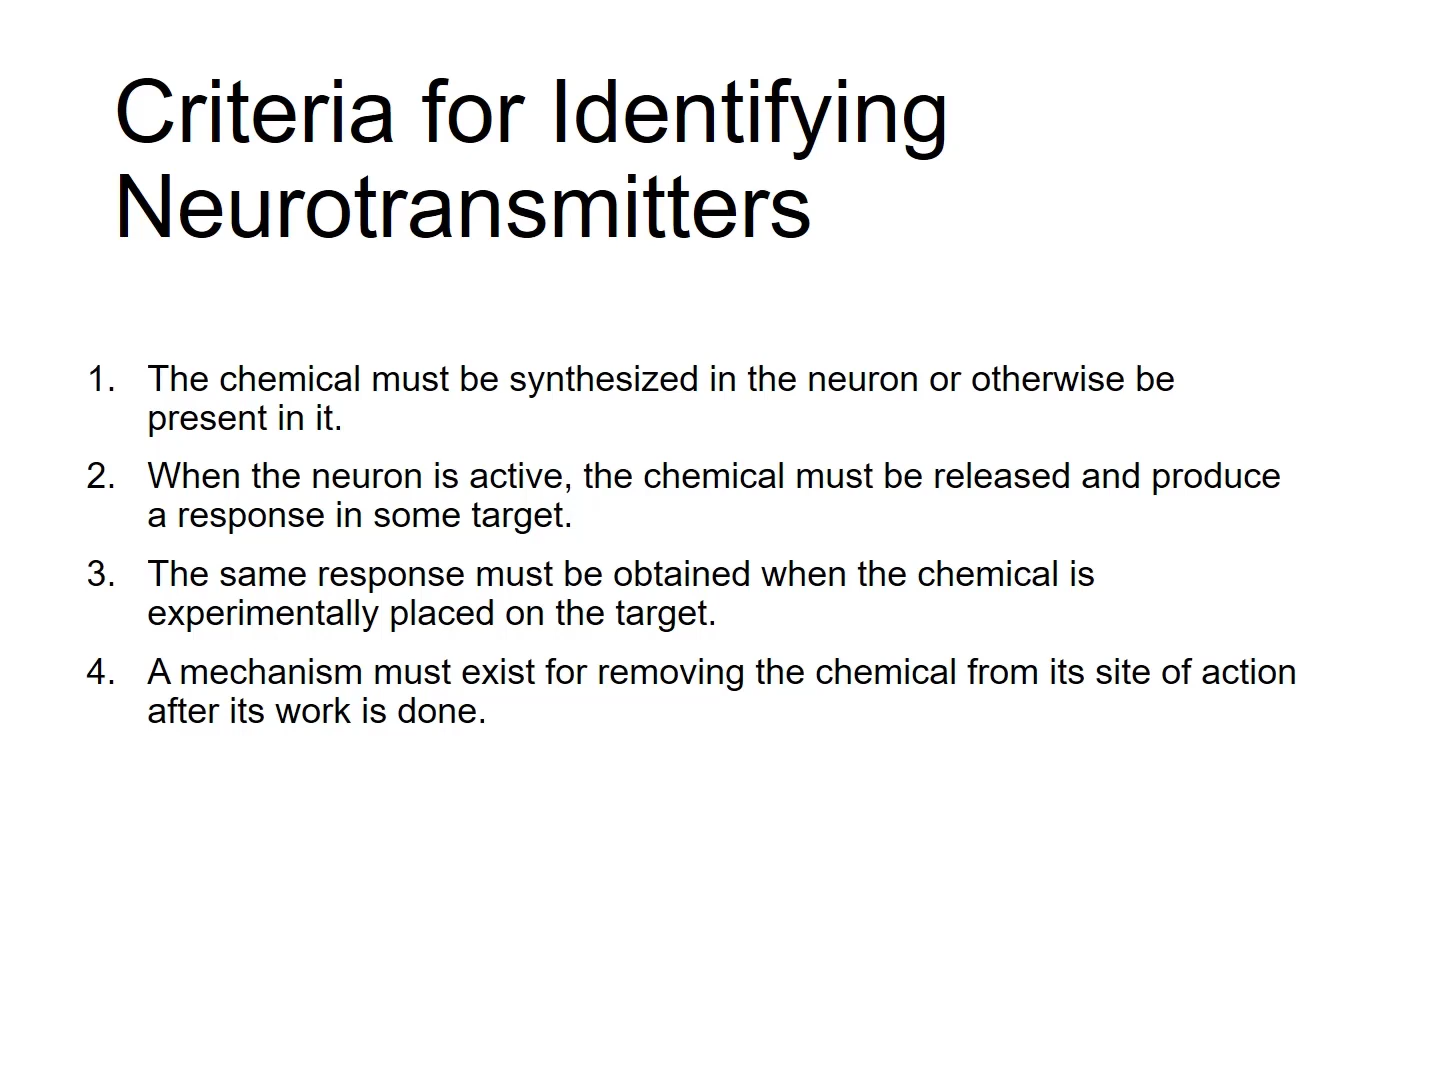 Criteria for Identifying
Neurotransmitters
1. The chemical must be synthesized in the neuron or otherwise be
present in it.
2. When the neuron is active, the chemical must be released and produce
a response in some target.
3. The same response must be obtained when the chemical is
experimentally placed on the target.
4. A mechanism must exist for removing the chemical from its site of action
after its work is done.